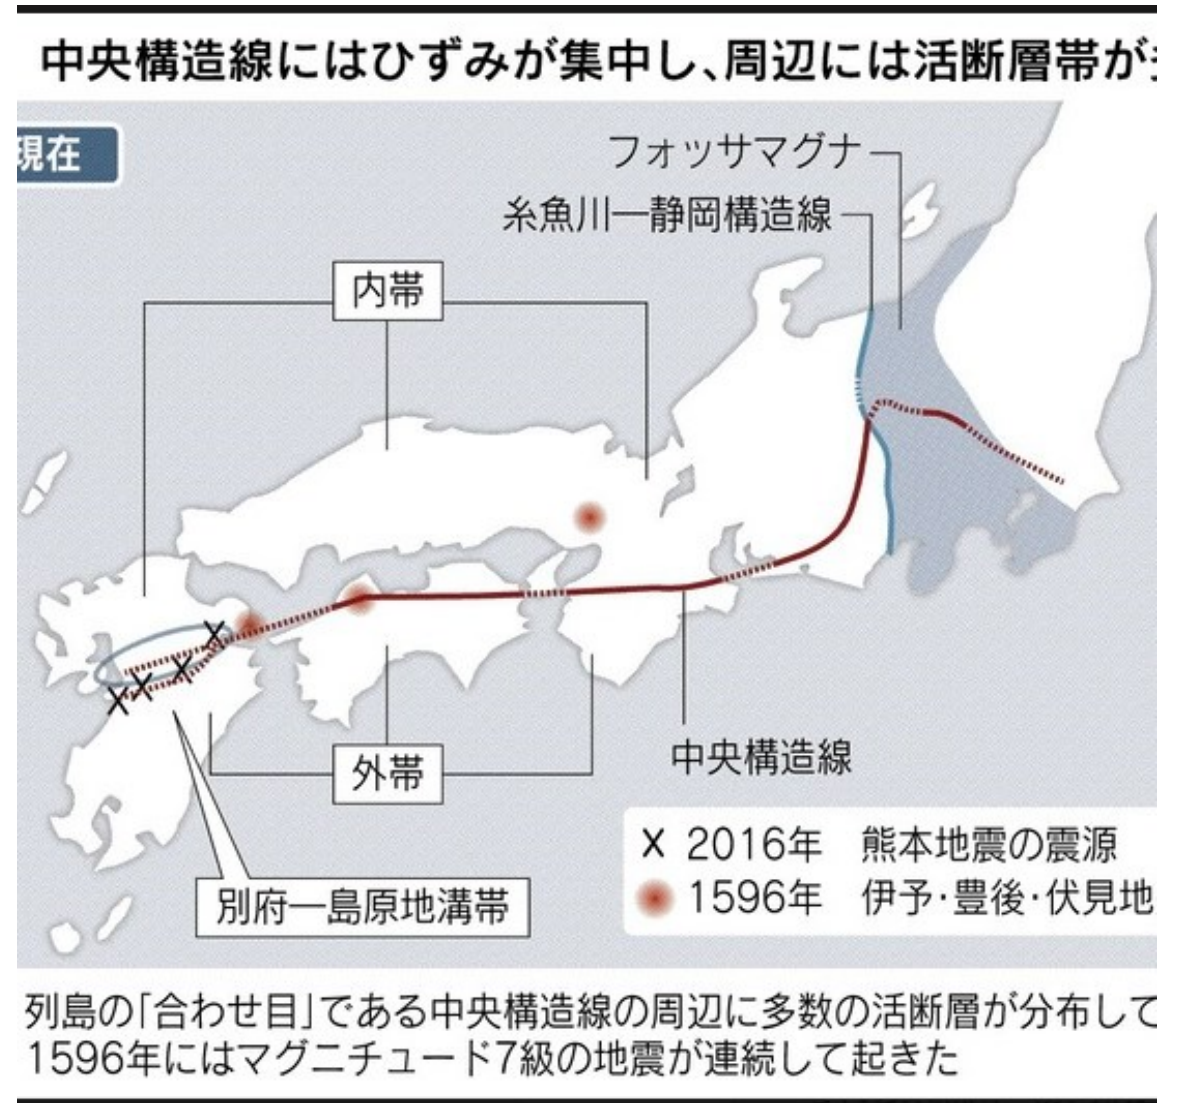 中央構造線にはひずみが集中し、周辺には活断層帯が
現在
フォッサマグナ
糸魚川―静岡構造線
内帯
外帯
中央構造線
別府―島原地溝帯
× 2016年 熊本地震の震源
1596年 伊予・豊後・伏見地
列島の「合わせ目」である中央構造線の周辺に多数の活断層が分布して
1596年にはマグニチュード7級の地震が連続して起きた